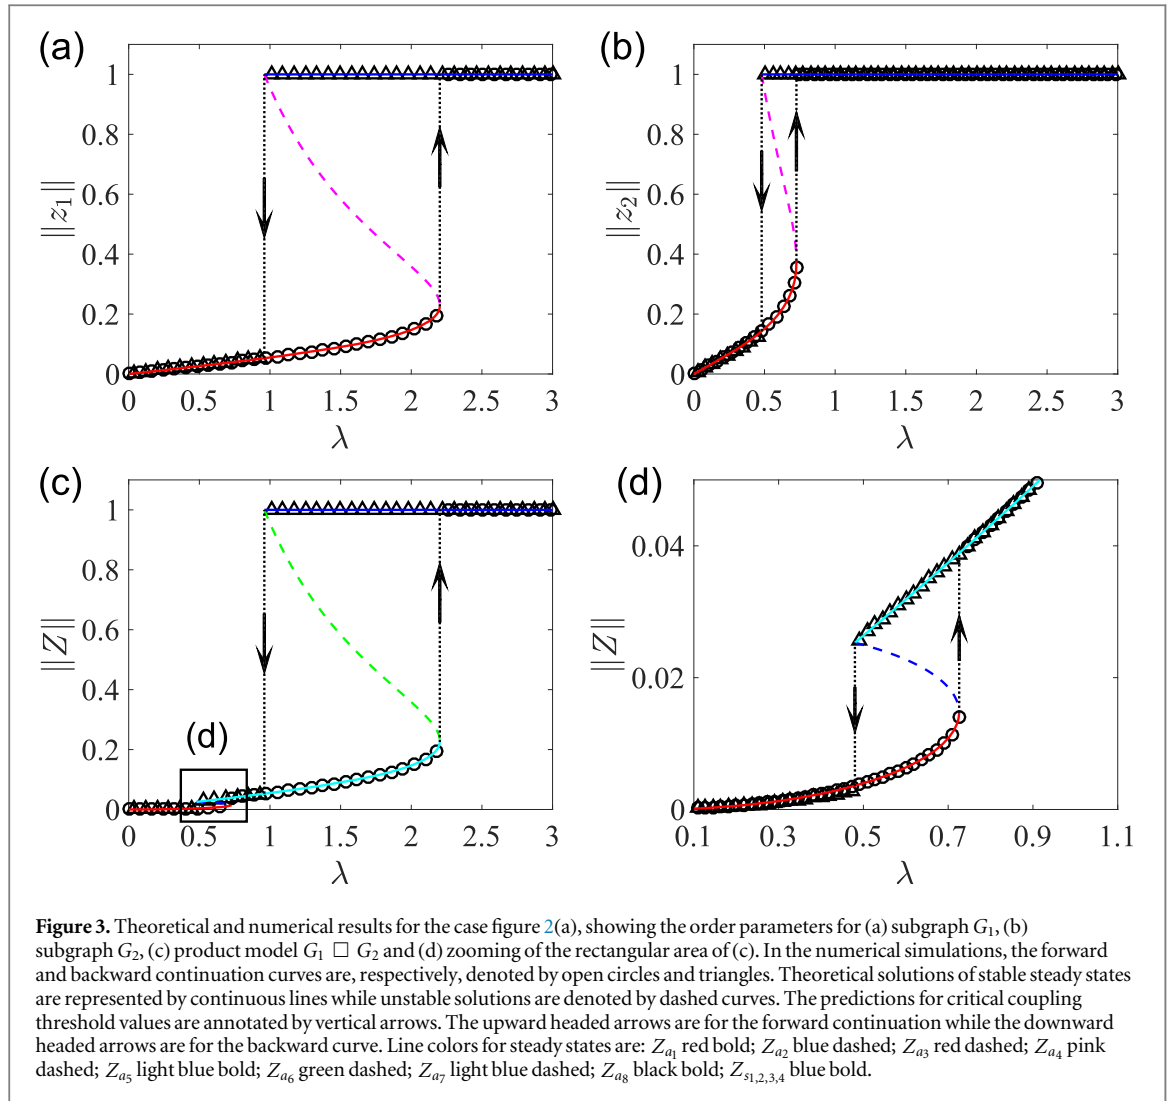 (a)
1
0.8
0.6
0.4
0.2
0
||z1||
0 0.5 1 1.5 2 2.5 3
λ
(b)
1
0.8
0.6
0.4
0.2
0
||z2||
0 0.5 1 1.5 2 2.5 3
λ
(c)
1
0.8
0.6
0.4
0.2
0
||Z||
(d)
0 0.5 1 1.5 2 2.5 3
λ
(d)
0.04
0.02
0
||Z||
0.1 0.3 0.5 0.7 0.9 1.1
λ
Figure 3. Theoretical and numerical results for the case figure 2(a), showing the order parameters for (a) subgraph G1, (b)
subgraph G2, (c) product model G1 □ G2 and (d) zooming of the rectangular area of (c). In the numerical simulations, the forward
and backward continuation curves are, respectively, denoted by open circles and triangles. Theoretical solutions of stable steady states
are represented by continuous lines while unstable solutions are denoted by dashed curves. The predictions for critical coupling
threshold values are annotated by vertical arrows. The upward headed arrows are for the forward continuation while the downward
headed arrows are for the backward curve. Line colors for steady states are: Za1 red bold; Za2 blue dashed; Za3 red dashed; Za4 pink
dashed; Za5 light blue bold; Za6 green dashed; Za7 light blue dashed; Za8 black bold; Zs1,2,3,4 blue bold.